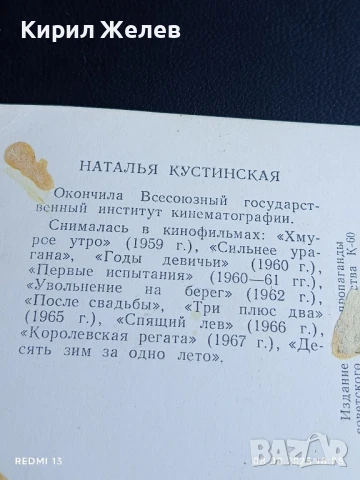 Кирил Желев
НАТАЛЬЯ КУСТИНСКАЯ
Окончила Всесоюзный государст-
венный институт кинематографии.
Снималась в кинофильмах: «Хму-
рое утро» (1959 г.), «Сильнее ура-
гана», «Годы девичьи» (1960 г.),
«Первые испытания» (1960—61 гг.),
«Увольнение на берег» (1962 г.),
«После свадьбы», «Три плюс два»
(1965 г.), «Спящий лев» (1966 г.),
«Королевская регата» (1967 г.), «Де-
сять зим за одно лето».
Издание пропаганды
советского К-60
REDMI 13
bazar